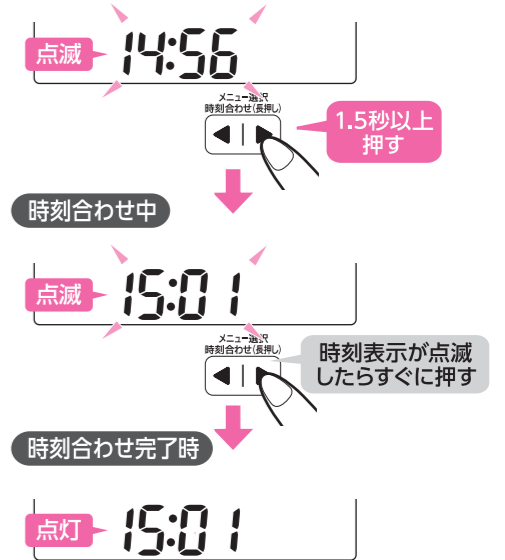 点滅
14:56
メニュー選択
時刻合わせ(長押し)
1.5秒以上
押す
時刻合わせ中
点滅
15:01
メニュー選択
時刻合わせ(長押し)
時刻表示が点滅
したらすぐに押す
時刻合わせ完了時
点灯
15:01